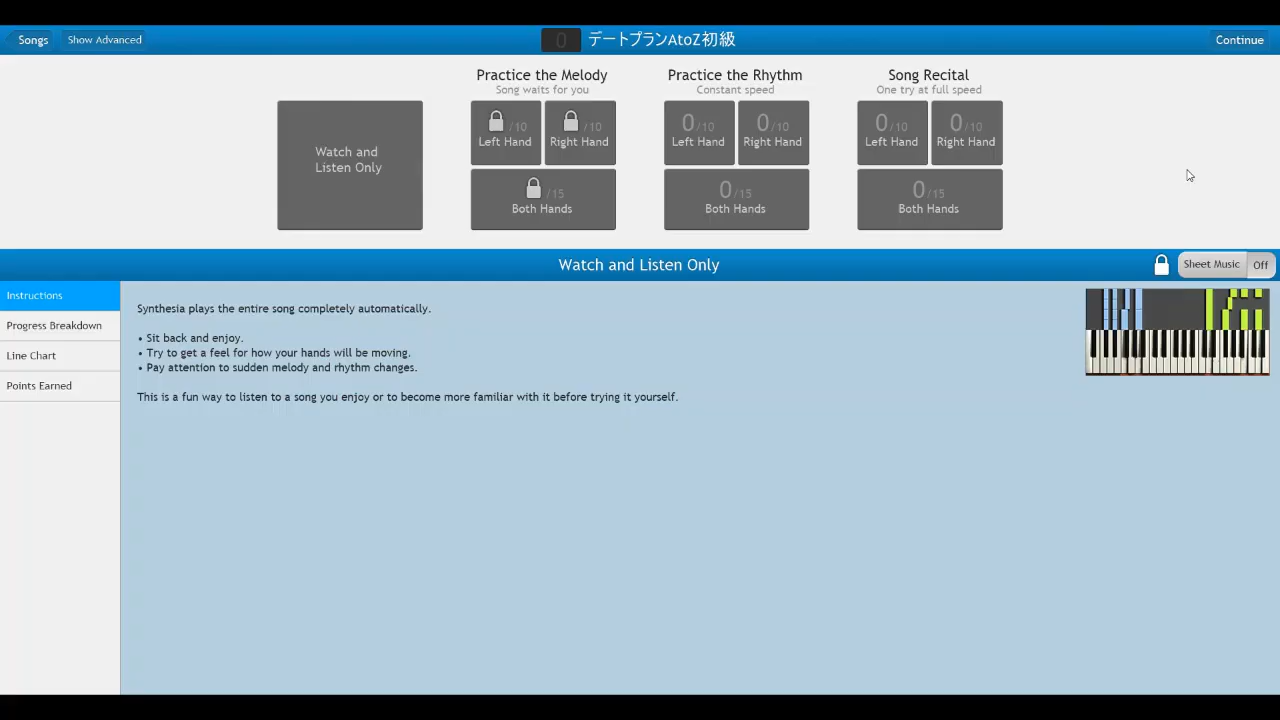 Songs
Show Advanced
0
デートプランAtoZ初級
Continue
Watch and
Listen Only
Practice the Melody
Song waits for you
/10
Left Hand
/10
Right Hand
/15
Both Hands
Practice the Rhythm
Constant speed
0/10
Left Hand
0/10
Right Hand
0/15
Both Hands
Song Recital
One try at full speed
0/10
Left Hand
0/10
Right Hand
0/15
Both Hands
Watch and Listen Only
Sheet Music
Off
Instructions
Progress Breakdown
Line Chart
Points Earned
Synthesia plays the entire song completely automatically.
• Sit back and enjoy.
• Try to get a feel for how your hands will be moving.
• Pay attention to sudden melody and rhythm changes.
This is a fun way to listen to a song you enjoy or to become more familiar with it before trying it yourself.